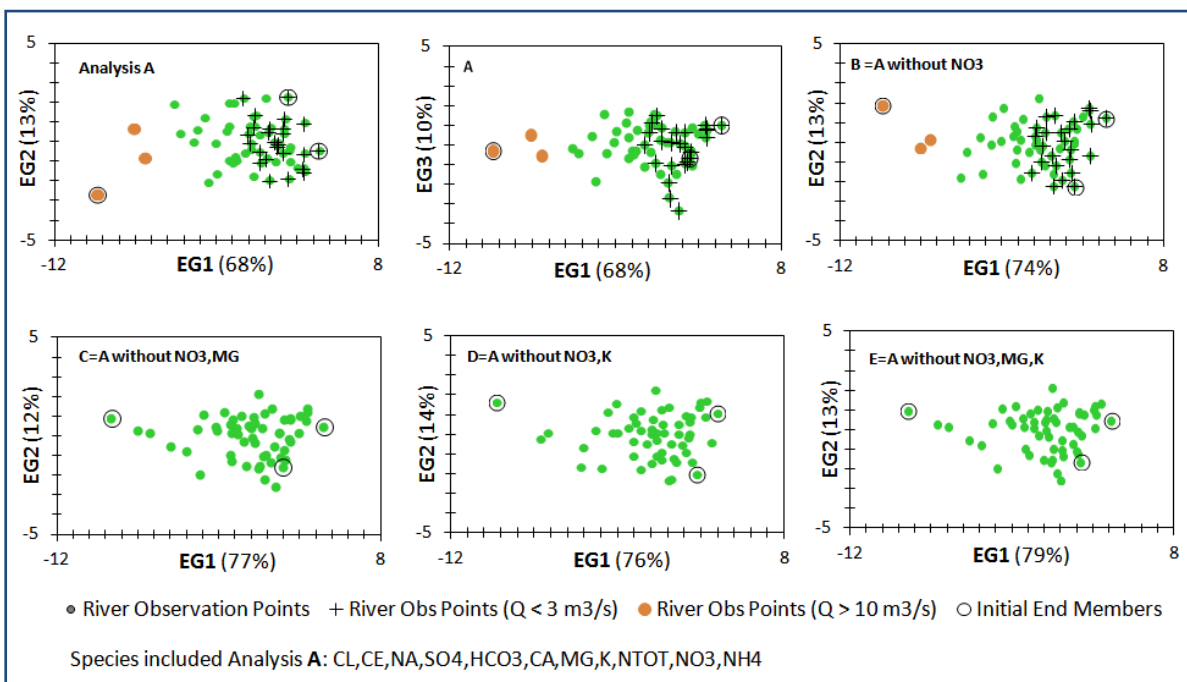 5
Analysis A
EG2 (13%)
-5
-12
EG1 (68%)
8
5
A
EG3 (10%)
-5
-12
EG1 (68%)
8
5
B =A without NO3
EG2 (13%)
-5
-12
EG1 (74%)
8
5
C=A without NO3,MG
EG2 (12%)
-5
-12
EG1 (77%)
8
5
D=A without NO3,K
EG2 (14%)
-5
-12
EG1 (76%)
8
5
E=A without NO3,MG,K
EG2 (13%)
-5
-12
EG1 (79%)
8
River Observation Points River Obs Points (Q < 3 m3/s) River Obs Points (Q > 10 m3/s) Initial End Members
Species included Analysis A: CL,CE,NA,SO4,HCO3,CA,MG,K,NTOT,NO3,NH4